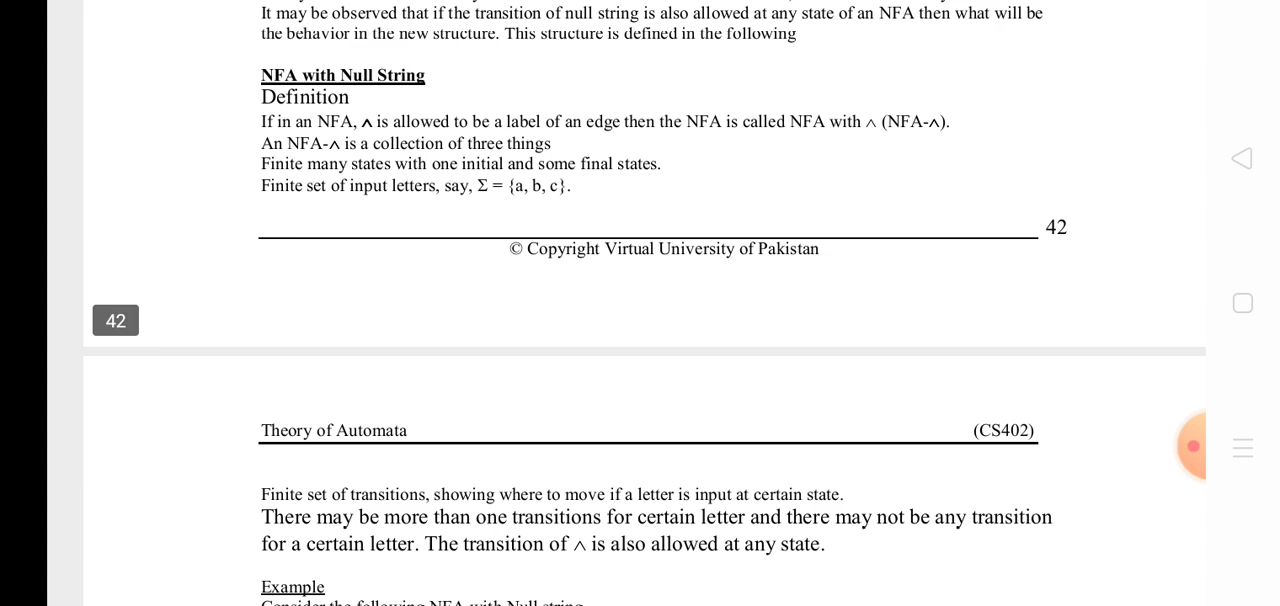 It may be observed that if the transition of null string is also allowed at any state of an NFA then what will be
the behavior in the new structure. This structure is defined in the following
NFA with Null String
Definition
If in an NFA, ʌ is allowed to be a label of an edge then the NFA is called NFA with ʌ (NFA-ʌ).
An NFA-ʌ is a collection of three things
Finite many states with one initial and some final states.
Finite set of input letters, say, Σ = {a, b, c}.
42
© Copyright Virtual University of Pakistan
42
Theory of Automata (CS402)
Finite set of transitions, showing where to move if a letter is input at certain state.
There may be more than one transitions for certain letter and there may not be any transition
for a certain letter. The transition of ʌ is also allowed at any state.
Example
Consider the following NFA with Null string